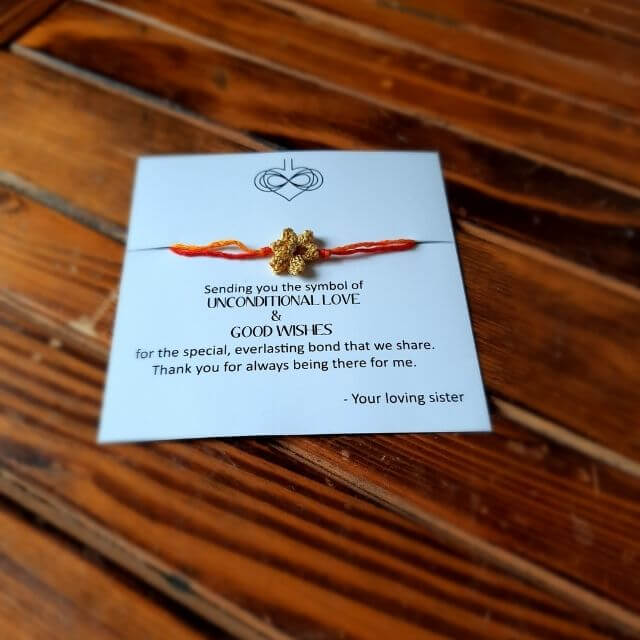 Sending you the symbol of
UNCONDITIONAL LOVE
&
GOOD WISHES
for the special, everlasting bond that we share.
Thank you for always being there for me.
- Your loving sister